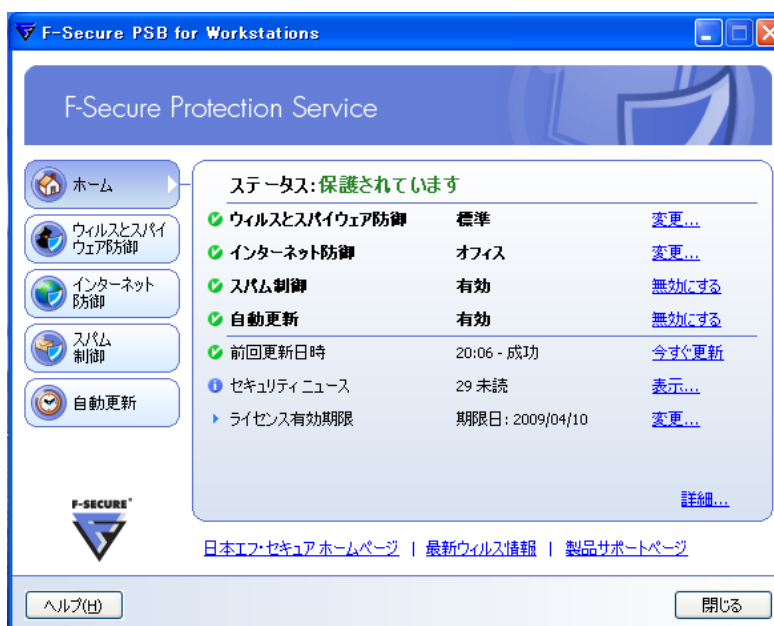 F-Secure PSB for Workstations
F-Secure Protection Service
ホーム
ウィルスとスパイ
ウェア防御
インターネット
防御
スパム
制御
自動更新
F-SECURE®
ステータス:保護されています
ウィルスとスパイウェア防御 標準 変更...
インターネット防御 オフィス 変更...
スパム制御 有効 無効にする
自動更新 有効 無効にする
前回更新日時 20:06 - 成功 今すぐ更新
セキュリティ ニュース 29 未読 表示...
ライセンス有効期限 期限日 : 2009/04/10 変更...
詳細...
日本エフ・セキュア ホームページ | 最新ウィルス情報 | 製品サポートページ
ヘルプ(H) 閉じる